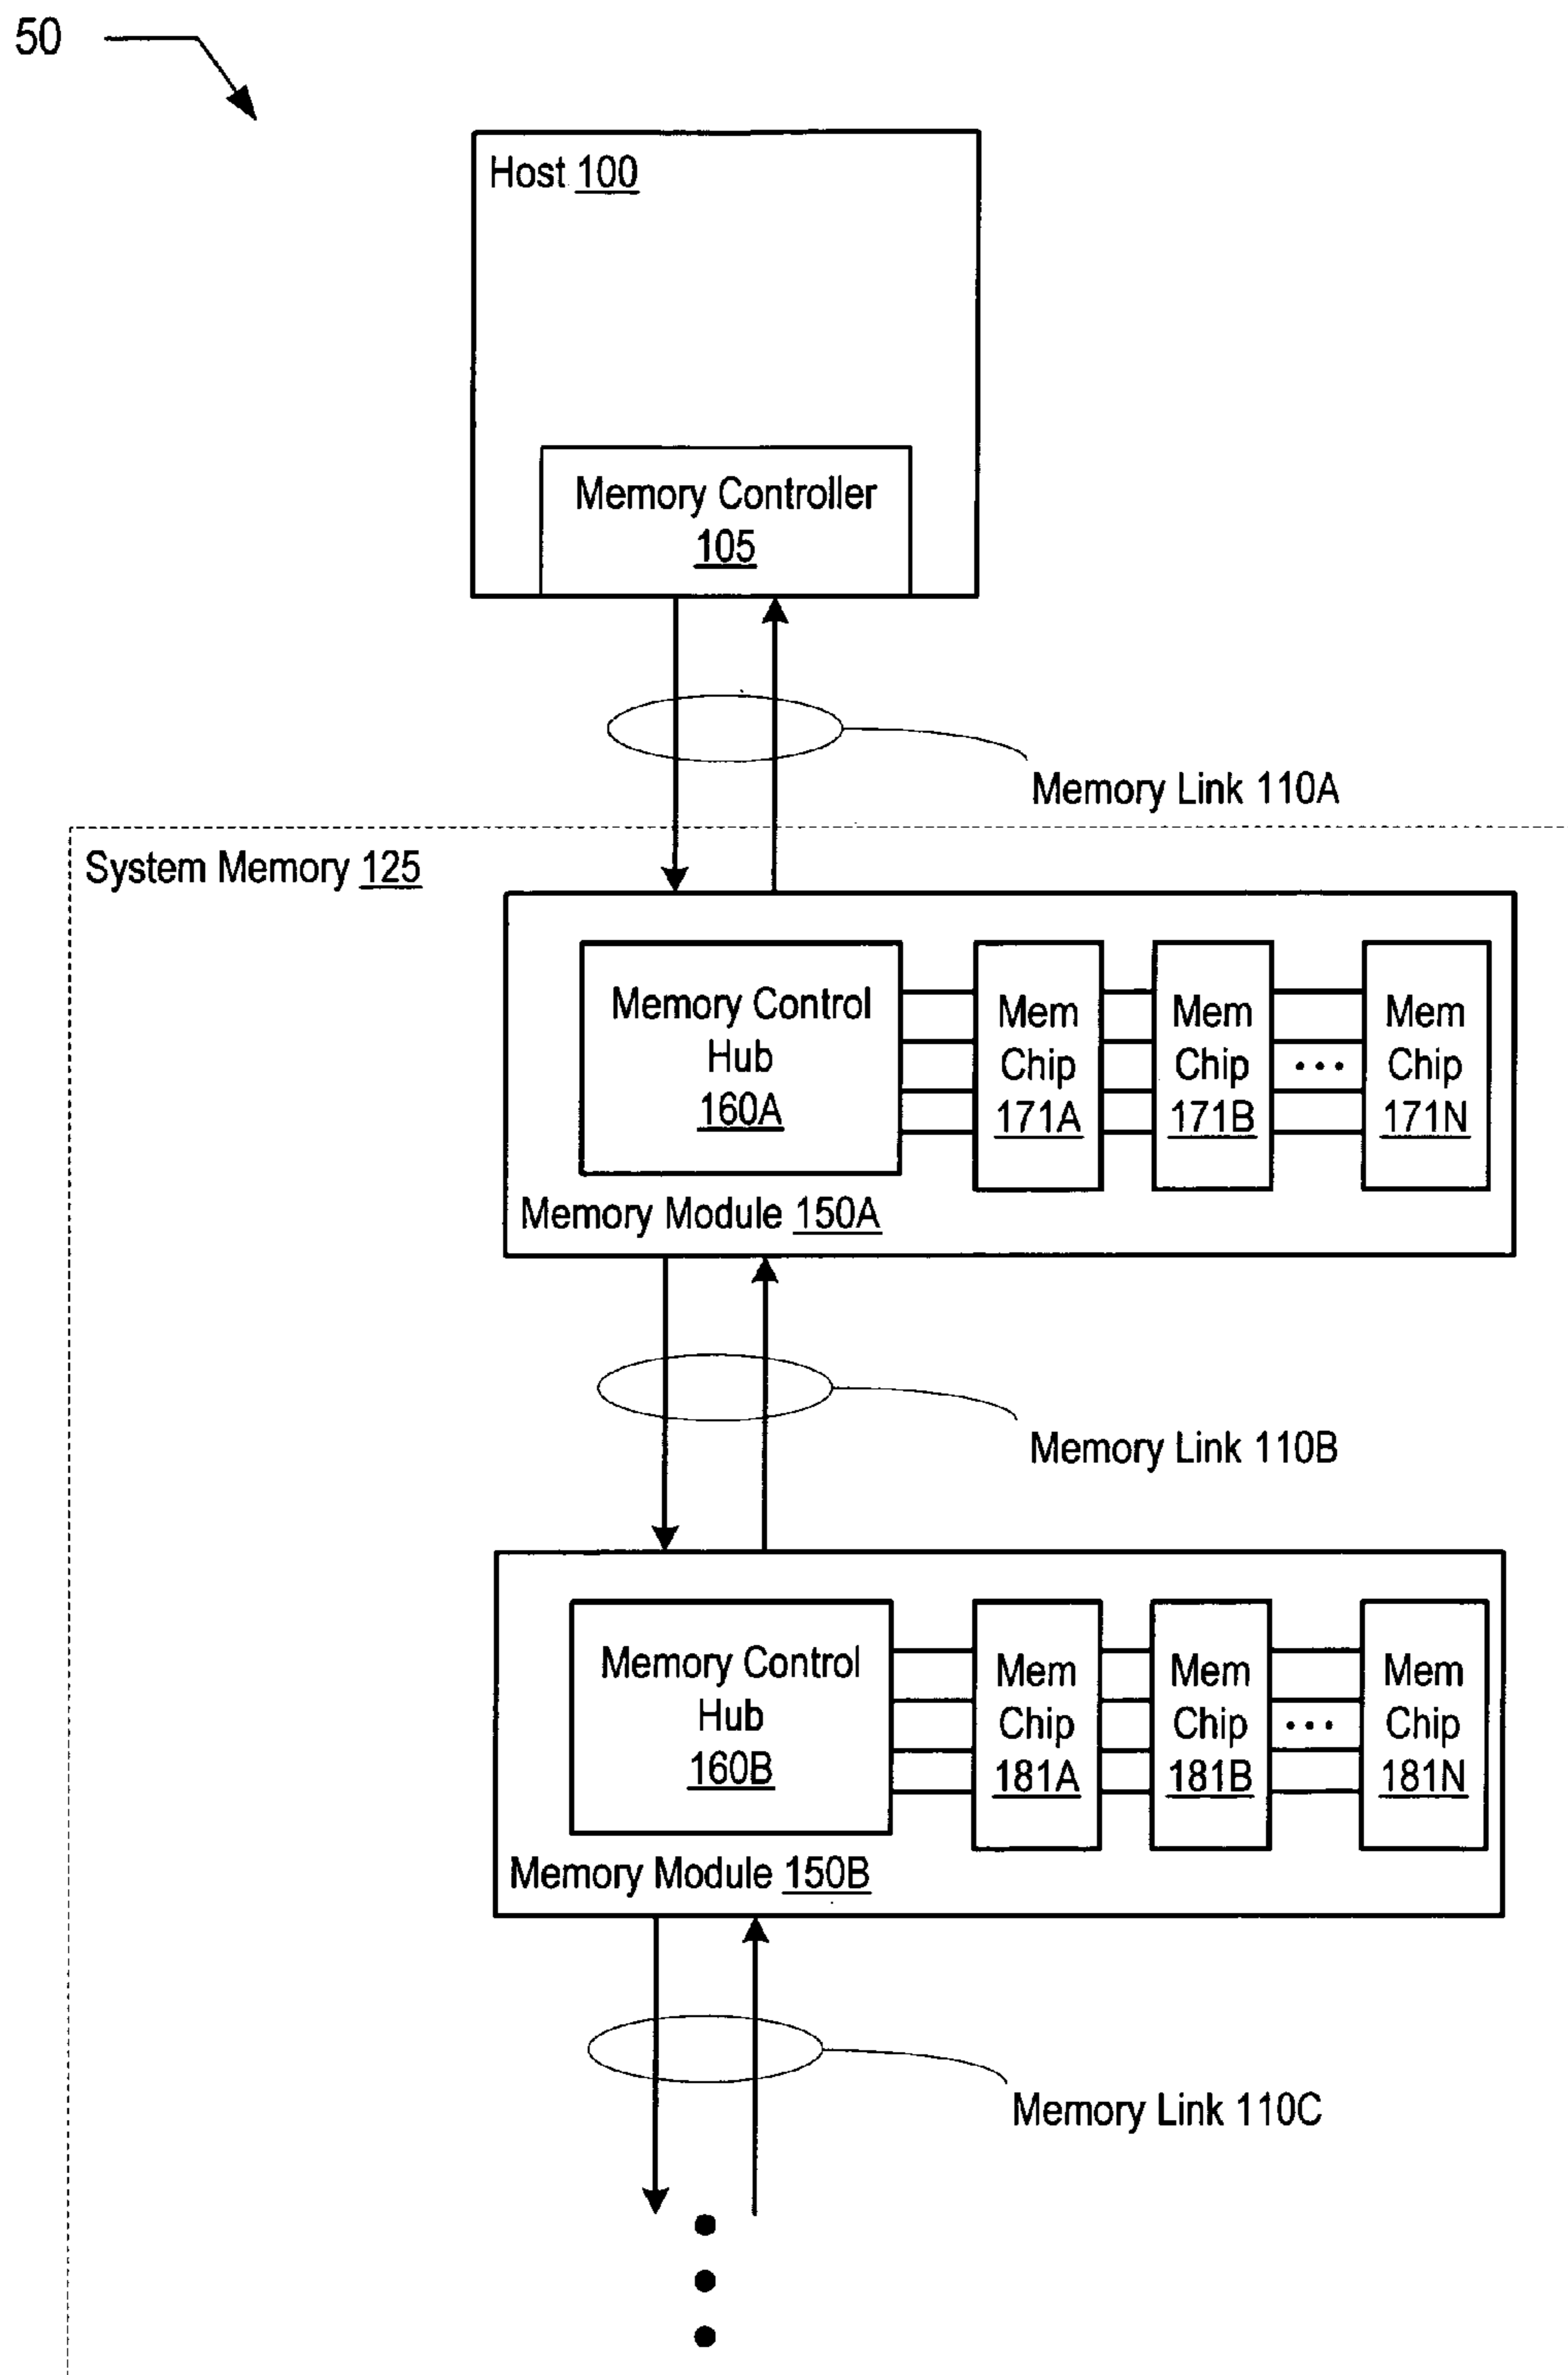 50
Host 100
Memory Controller
105
Memory Link 110A
System Memory 125
Memory Control
Hub
160A
Mem
Chip
171A
Mem
Chip
171B
...
Mem
Chip
171N
Memory Module 150A
Memory Link 110B
Memory Control
Hub
160B
Mem
Chip
181A
Mem
Chip
181B
...
Mem
Chip
181N
Memory Module 150B
Memory Link 110C